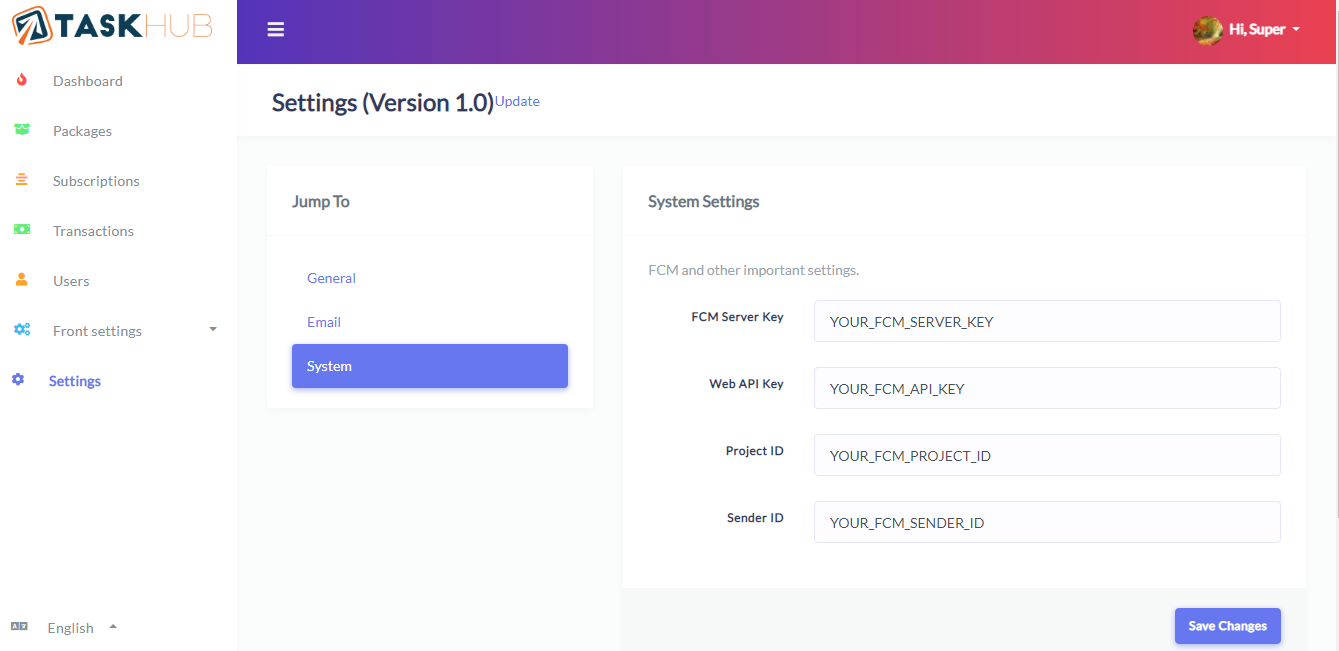 TASKHUB
Hi, Super
Dashboard
Packages
Subscriptions
Transactions
Users
Front settings
Settings
English
Settings (Version 1.0) Update
Jump To
General
Email
System
System Settings
FCM and other important settings.
FCM Server Key YOUR_FCM_SERVER_KEY
Web API Key YOUR_FCM_API_KEY
Project ID YOUR_FCM_PROJECT_ID
Sender ID YOUR_FCM_SENDER_ID
Save Changes